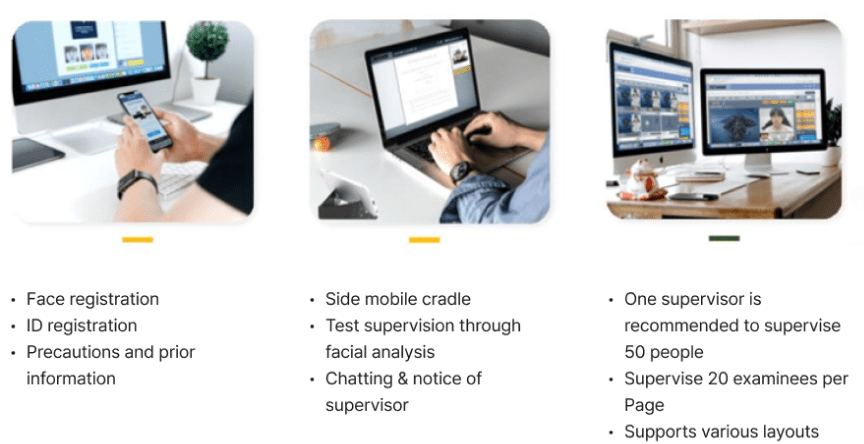 • Face registration
• ID registration
• Precautions and prior
information
• Side mobile cradle
• Test supervision through
facial analysis
• Chatting & notice of
supervisor
• One supervisor is
recommended to supervise
50 people
• Supervise 20 examinees per
Page
• Supports various layouts